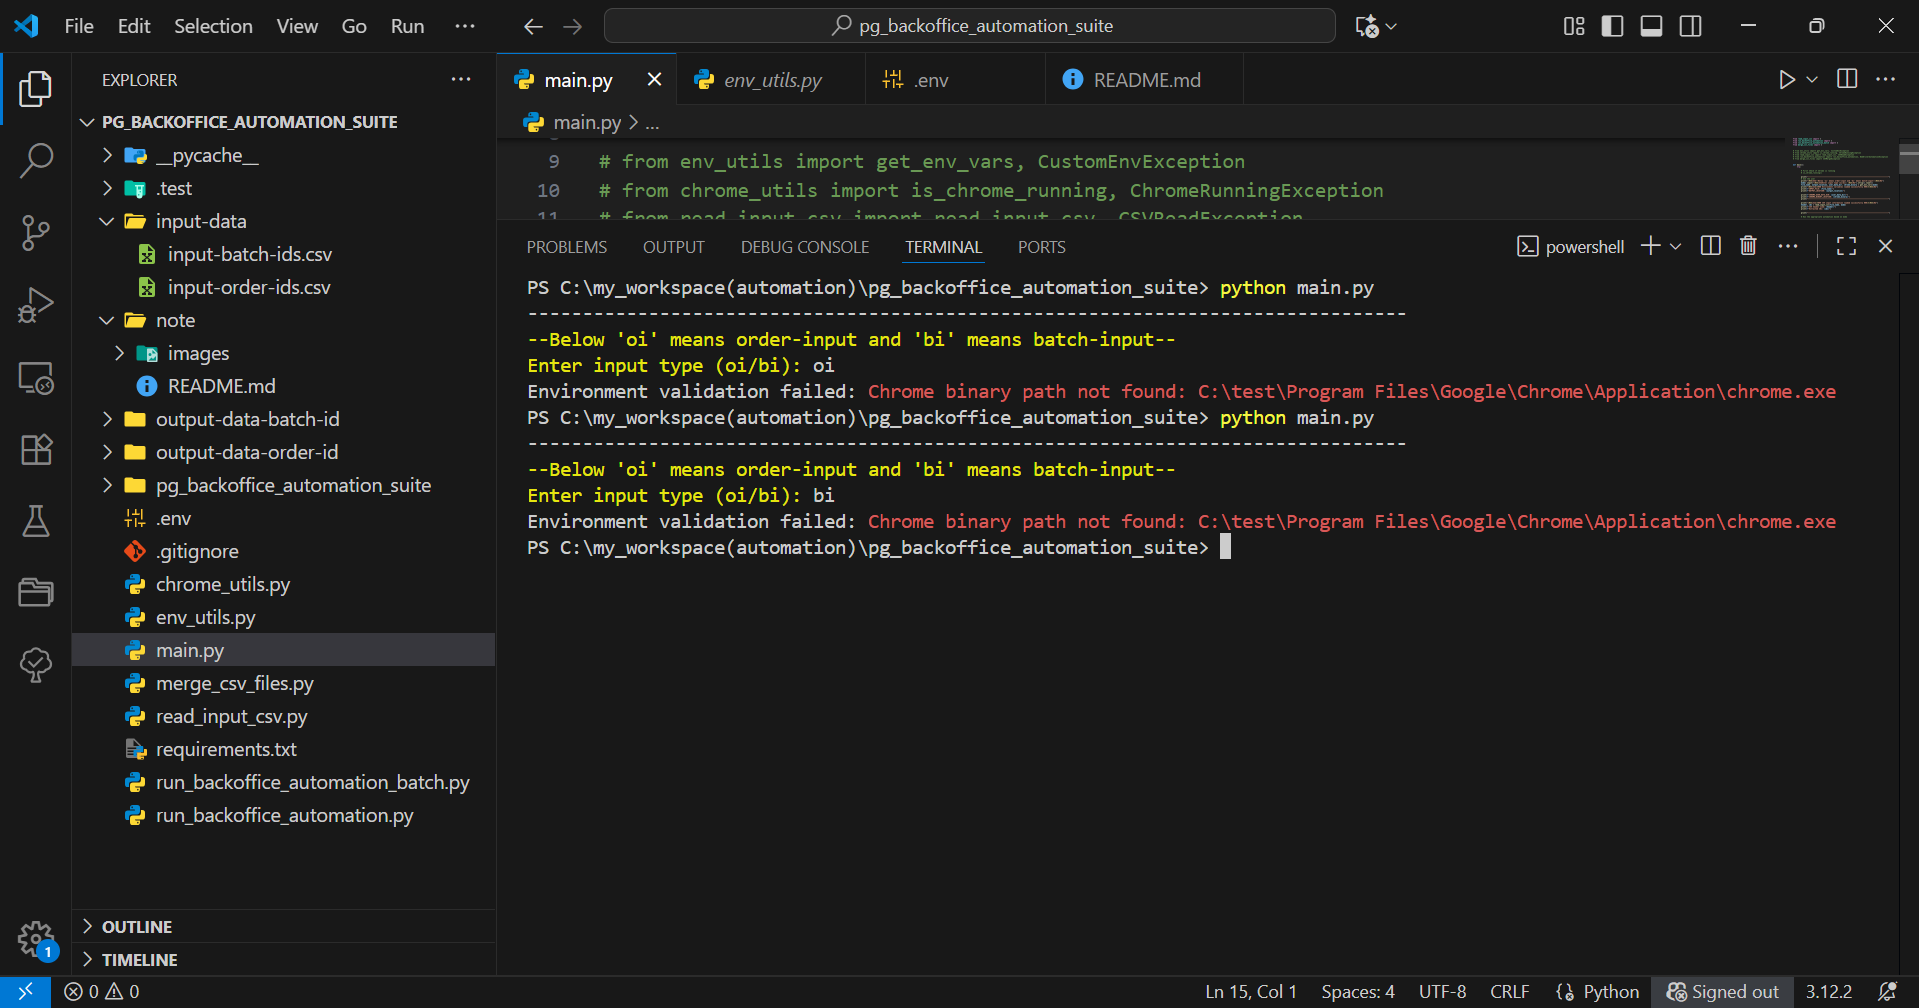 File Edit Selection View Go Run ···
pg_backoffice_automation_suite
EXPLORER
PG_BACKOFFICE_AUTOMATION_SUITE
__pycache__
.test
input-data
input-batch-ids.csv
input-order-ids.csv
note
images
README.md
output-data-batch-id
output-data-order-id
pg_backoffice_automation_suite
.env
.gitignore
chrome_utils.py
env_utils.py
main.py
merge_csv_files.py
read_input_csv.py
requirements.txt
run_backoffice_automation_batch.py
run_backoffice_automation.py
OUTLINE
TIMELINE
1
main.py env_utils.py .env README.md
main.py > ...
9 # from env_utils import get_env_vars, CustomEnvException
10 # from chrome_utils import is_chrome_running, ChromeRunningException
11 # from read_input_csv import read_input_csv, CSVReadException
PROBLEMS OUTPUT DEBUG CONSOLE TERMINAL PORTS
powershell
PS C:\my_workspace(automation)\pg_backoffice_automation_suite> python main.py
--------------------------------------------------------------------------------
--Below 'oi' means order-input and 'bi' means batch-input--
Enter input type (oi/bi): oi
Environment validation failed: Chrome binary path not found: C:\test\Program Files\Google\Chrome\Application\chrome.exe
PS C:\my_workspace(automation)\pg_backoffice_automation_suite> python main.py
--------------------------------------------------------------------------------
--Below 'oi' means order-input and 'bi' means batch-input--
Enter input type (oi/bi): bi
Environment validation failed: Chrome binary path not found: C:\test\Program Files\Google\Chrome\Application\chrome.exe
PS C:\my_workspace(automation)\pg_backoffice_automation_suite>
0 0 Ln 15, Col 1 Spaces: 4 UTF-8 CRLF Python Signed out 3.12.2